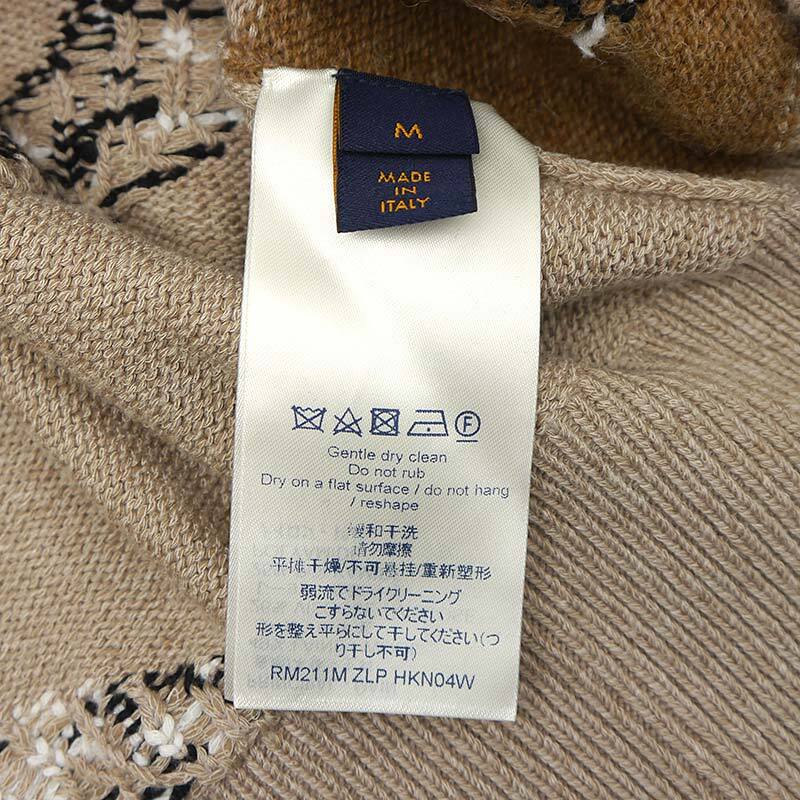 M
MADE
IN
ITALY
F
Gentle dry clean
Do not rub
Dry on a flat surface / do not hang
/ reshape
缓和干洗
请勿摩擦
平摊干燥/不可悬挂/重新塑形
弱流でドライクリーニング
こすらないでください
形を整え平らにして干してください(つ
り干し不可)
RM211M ZLP HKN04W